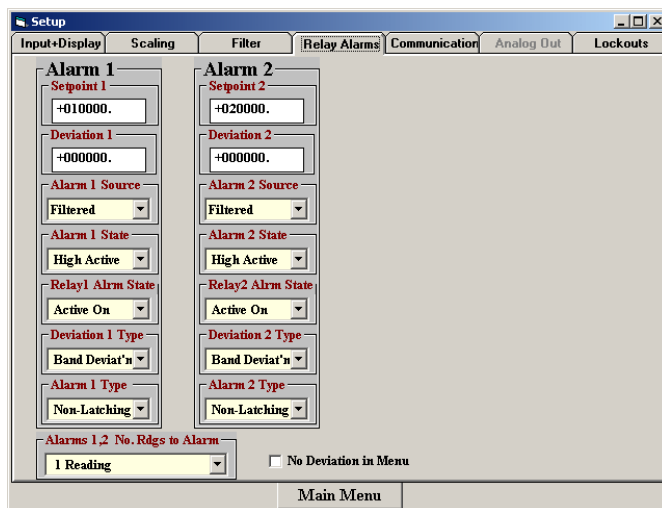 Setup
Input+Display Scaling Filter Relay Alarms Communication Analog Out Lockouts
Alarm 1 Alarm 2
Setpoint 1 Setpoint 2
+010000. +020000.
Deviation 1 Deviation 2
+000000. +000000.
Alarm 1 Source Alarm 2 Source
Filtered Filtered
Alarm 1 State Alarm 2 State
High Active High Active
Relay1 Alrm State Relay2 Alrm State
Active On Active On
Deviation 1 Type Deviation 2 Type
Band Deviat'n Band Deviat'n
Alarm 1 Type Alarm 2 Type
Non-Latching Non-Latching
Alarms 1,2 No. Rdgs to Alarm
1 Reading No Deviation in Menu
Main Menu